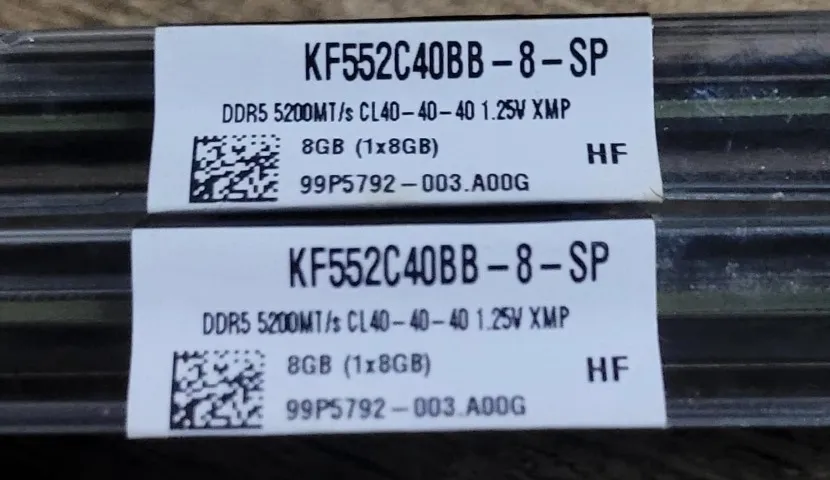 KF552C40BB-8-SP
DDR5 5200MT/s CL40-40-40 1.25V XMP
8GB (1x8GB)
HF
99P5792-003.A00G
KF552C40BB-8-SP
DDR5 5200MT/s CL40-40-40 1.25V XMP
8GB (1x8GB)
HF
99P5792-003.A00G